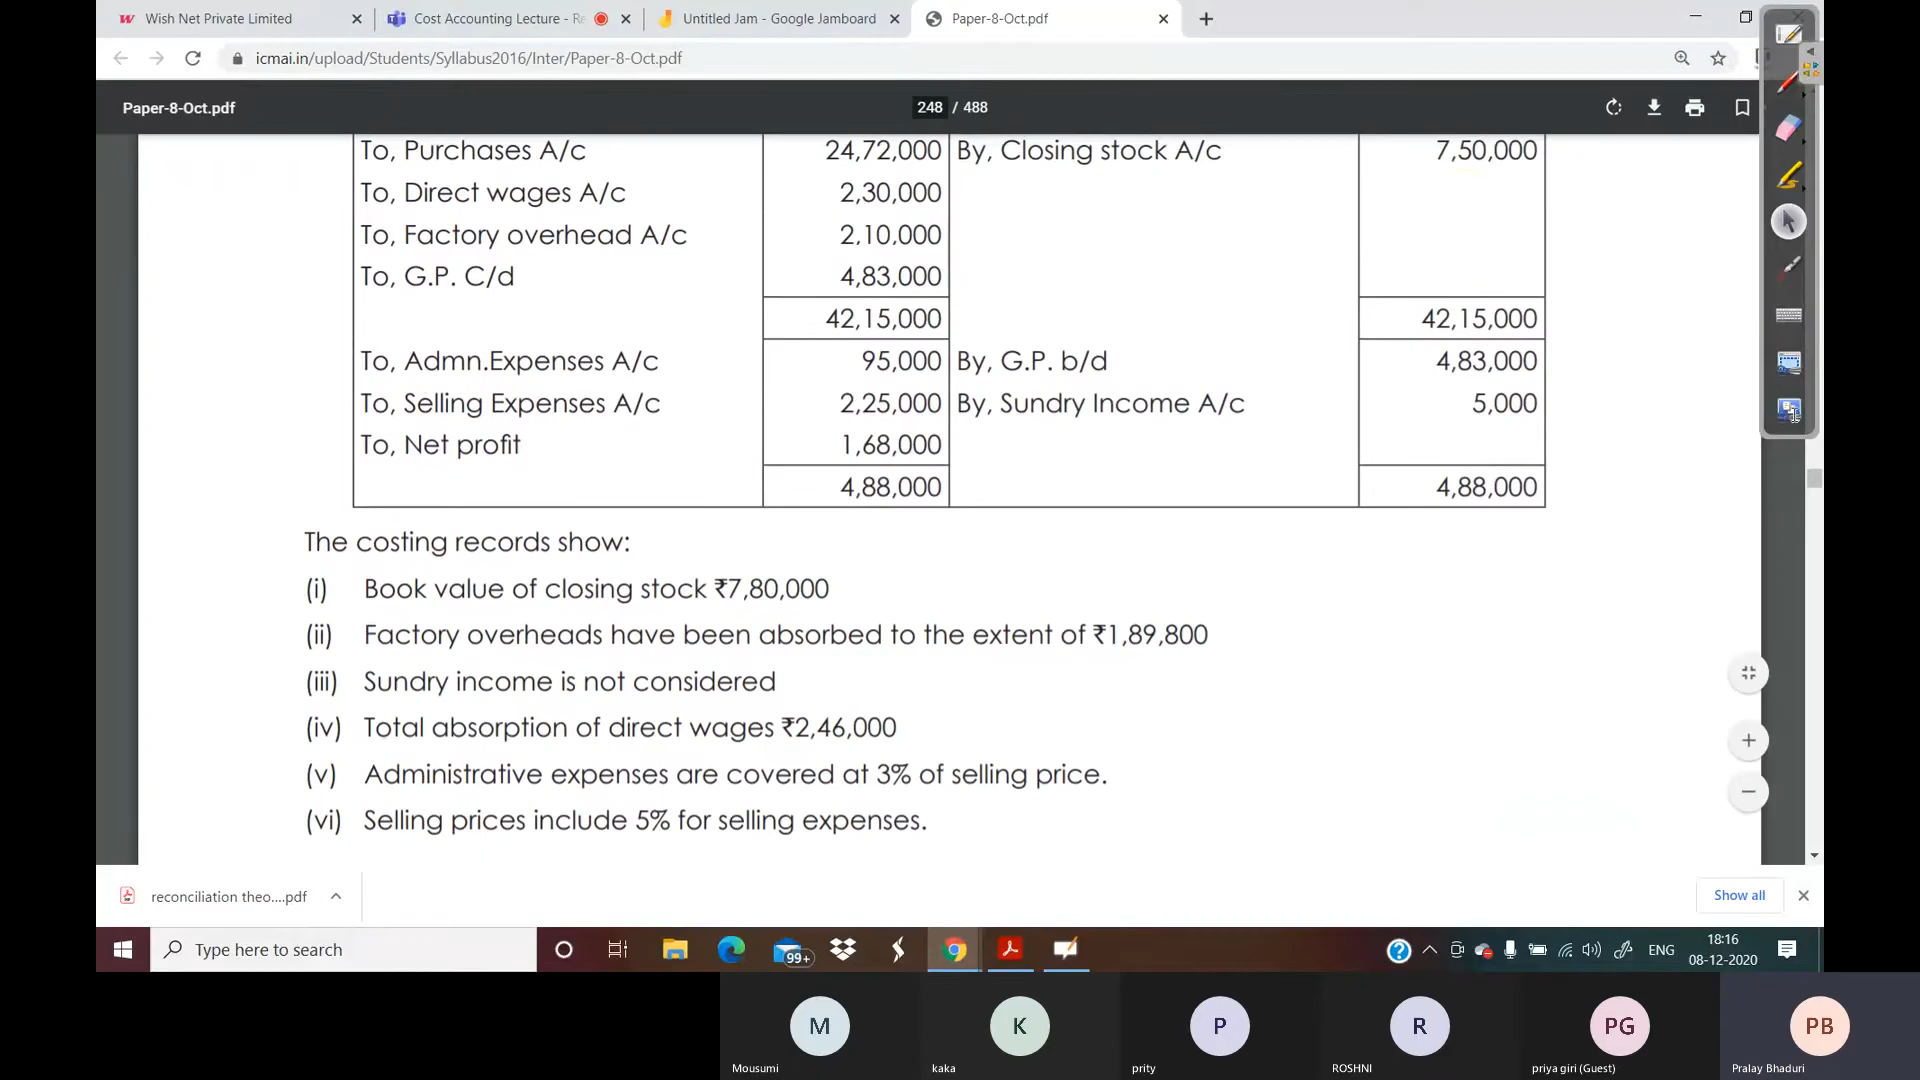 Wish Net Private Limited
Cost Accounting Lecture - Re
Untitled Jam - Google Jamboard
Paper-8-Oct.pdf
icmai.in/upload/Students/Syllabus2016/Inter/Paper-8-Oct.pdf
Paper-8-Oct.pdf 248 / 488
To, Purchases A/c 24,72,000 By, Closing stock A/c 7,50,000
To, Direct wages A/c 2,30,000
To, Factory overhead A/c 2,10,000
To, G.P. C/d 4,83,000
42,15,000 42,15,000
To, Admn.Expenses A/c 95,000 By, G.P. b/d 4,83,000
To, Selling Expenses A/c 2,25,000 By, Sundry Income A/c 5,000
To, Net profit 1,68,000
4,88,000 4,88,000
The costing records show:
(i) Book value of closing stock ₹7,80,000
(ii) Factory overheads have been absorbed to the extent of ₹1,89,800
(iii) Sundry income is not considered
(iv) Total absorption of direct wages ₹2,46,000
(v) Administrative expenses are covered at 3% of selling price.
(vi) Selling prices include 5% for selling expenses.
reconciliation theo....pdf
Show all
Type here to search
99+
ENG
18:16
08-12-2020
M K P R PG PB
Mousumi kaka prity ROSHNI priya giri (Guest) Pralay Bhaduri